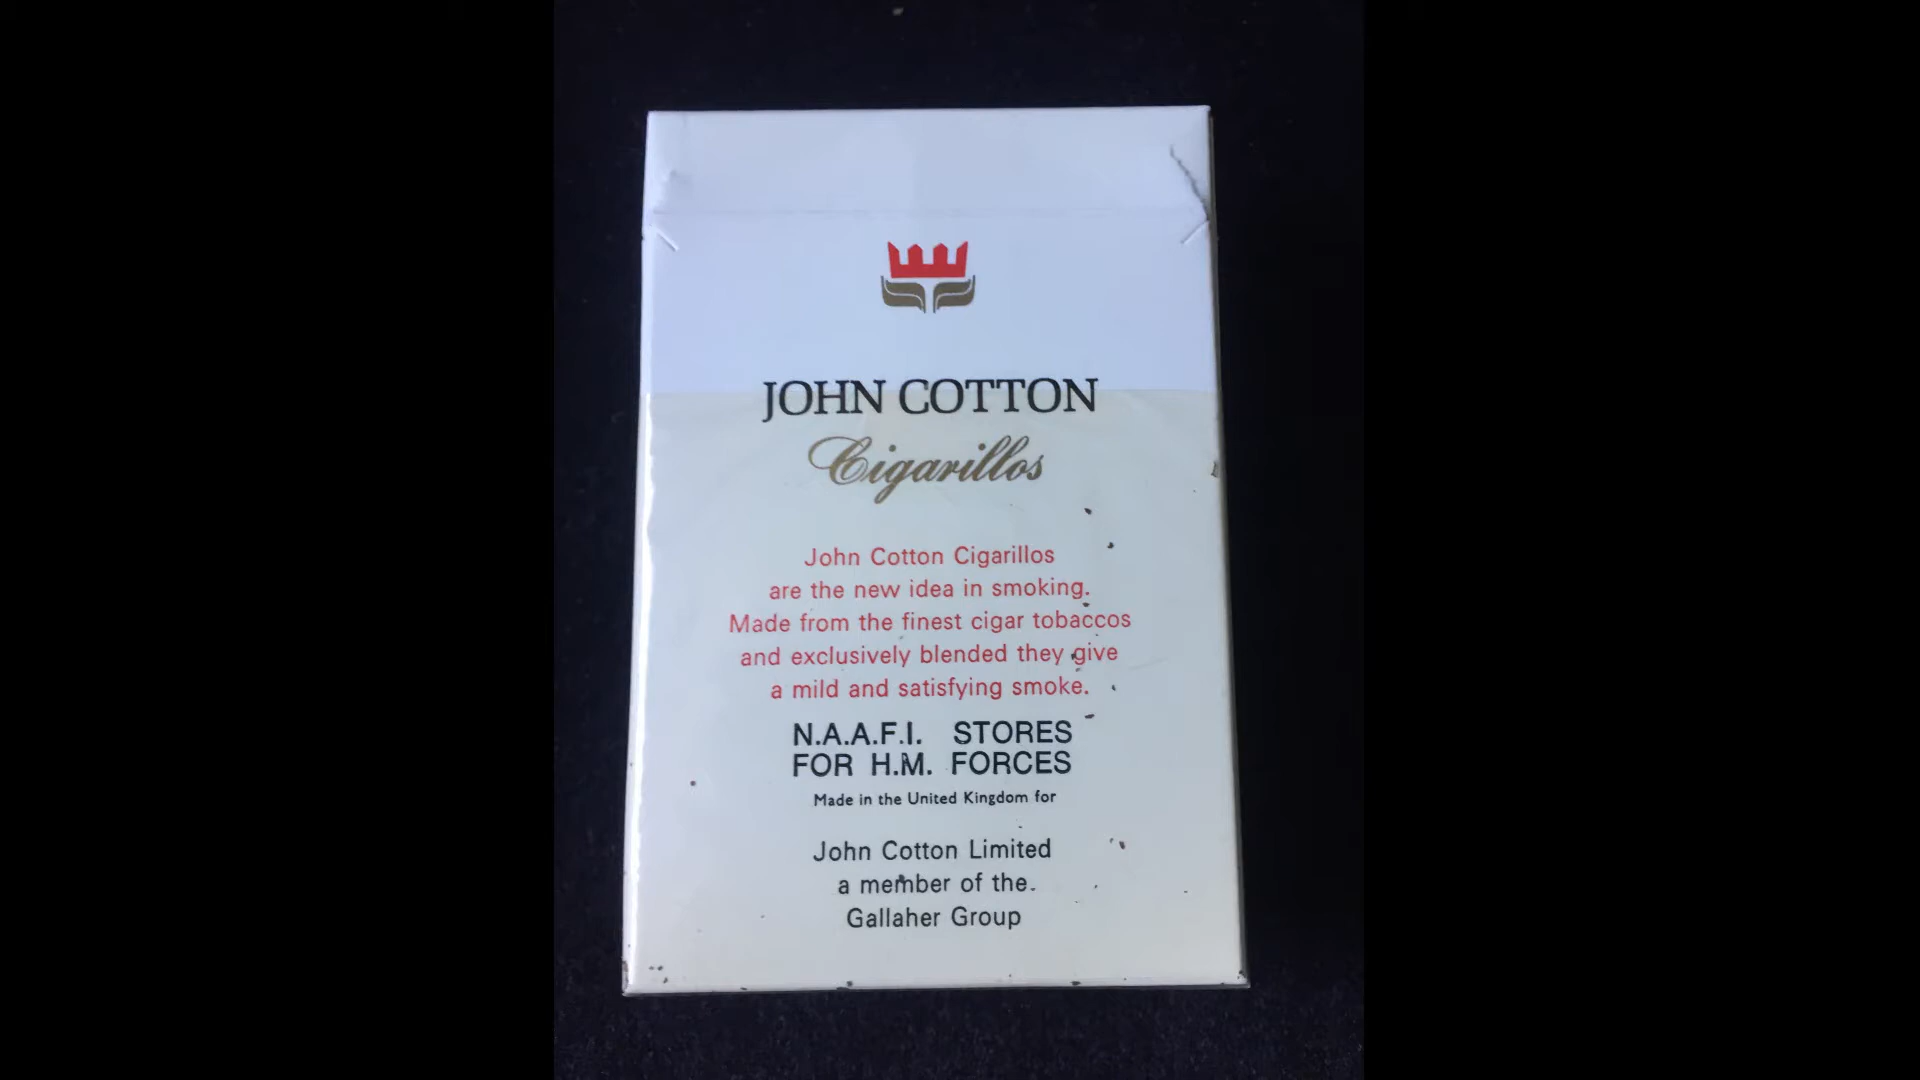 JOHN COTTON
Cigarillos
John Cotton Cigarillos
are the new idea in smoking.
Made from the finest cigar tobaccos
and exclusively blended they give
a mild and satisfying smoke.
N.A.A.F.I. STORES
FOR H.M. FORCES
Made in the United Kingdom for
John Cotton Limited
a member of the
Gallaher Group